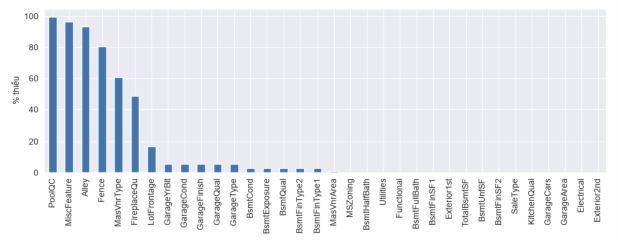 % thiếu
100
80
60
40
20
0
PoolQC
MiscFeature
Alley
Fence
MasVnrType
FireplaceQu
LotFrontage
GarageYrBlt
GarageCond
GarageFinish
GarageQual
GarageType
BsmtCond
BsmtExposure
BsmtQual
BsmtFinType2
BsmtFinType1
MasVnrArea
MSZoning
BsmtHalfBath
Utilities
Functional
BsmtFullBath
BsmtFinSF1
Exterior1st
TotalBsmtSF
BsmtUnfSF
BsmtFinSF2
SaleType
KitchenQual
GarageCars
GarageArea
Electrical
Exterior2nd